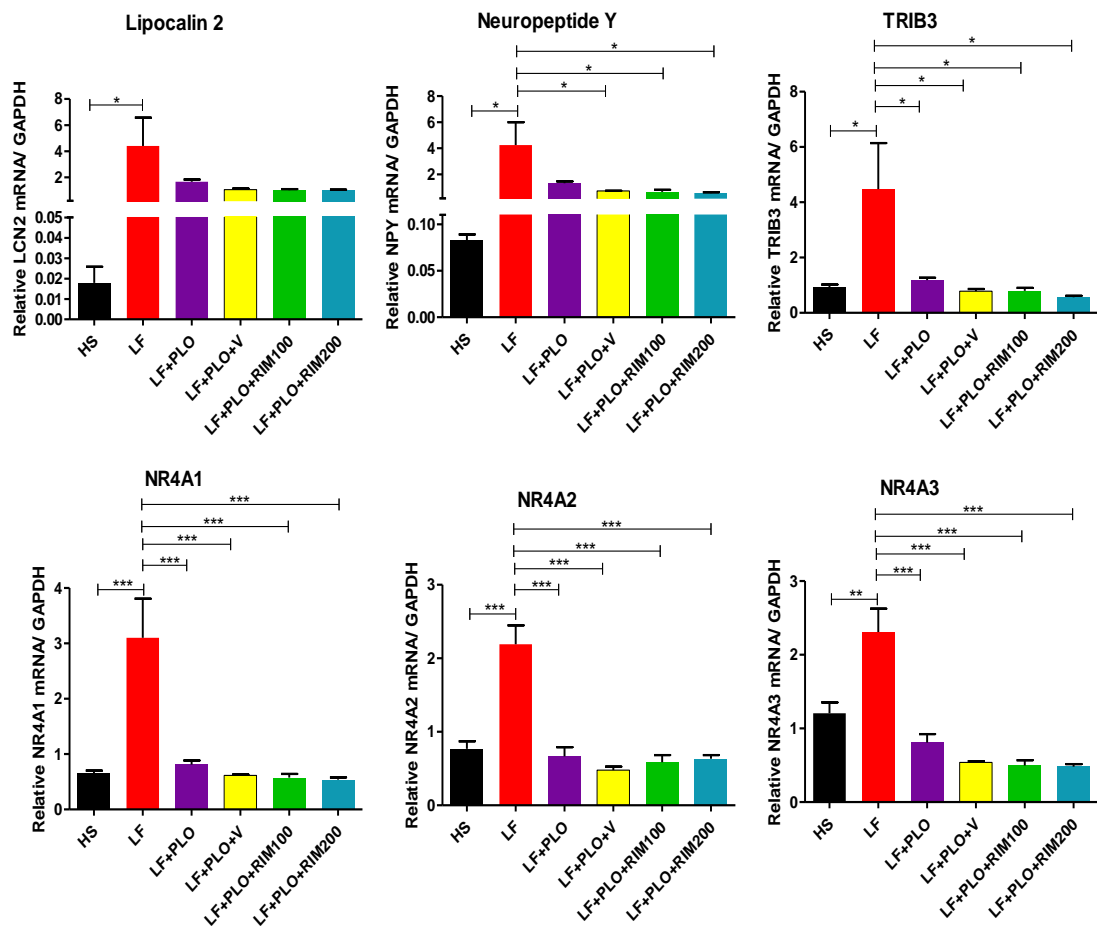 Lipocalin 2
*
Relative LCN2 mRNA/ GAPDH
8
6
4
2
0.05
0.04
0.03
0.02
0.01
0.00
HS
LF
LF+PLO
LF+PLO+V
LF+PLO+RIM100
LF+PLO+RIM200
Neuropeptide Y
*
*
*
*
Relative NPY mRNA/ GAPDH
8
6
4
2
0.10
0.05
0.00
HS
LF
LF+PLO
LF+PLO+V
LF+PLO+RIM100
LF+PLO+RIM200
TRIB3
*
*
*
*
*
Relative TRIB3 mRNA/ GAPDH
8
6
4
2
0
HS
LF
LF+PLO
LF+PLO+V
LF+PLO+RIM100
LF+PLO+RIM200
NR4A1
***
***
***
***
***
Relative NR4A1 mRNA/ GAPDH
4
3
2
1
0
HS
LF
LF+PLO
LF+PLO+V
LF+PLO+RIM100
LF+PLO+RIM200
NR4A2
***
***
***
***
***
Relative NR4A2 mRNA/ GAPDH
3
2
1
0
HS
LF
LF+PLO
LF+PLO+V
LF+PLO+RIM100
LF+PLO+RIM200
NR4A3
***
***
***
***
**
Relative NR4A3 mRNA/ GAPDH
3
2
1
0
HS
LF
LF+PLO
LF+PLO+V
LF+PLO+RIM100
LF+PLO+RIM200